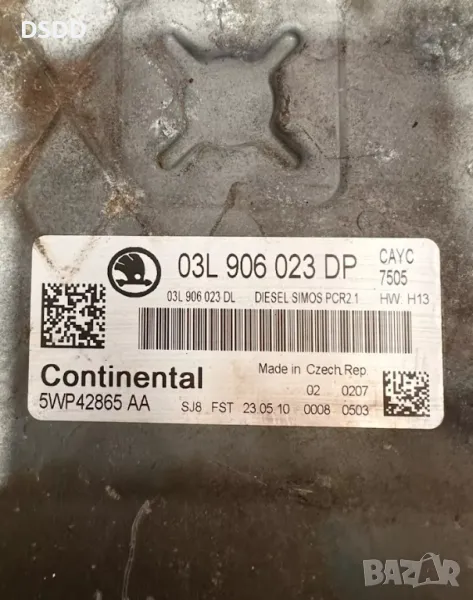 DSDD
03L 906 023 DP
CAYC
7505
03L 906 023 DL DIESEL SIMOS PCR2.1 HW: H13
Continental
Made in Czech.Rep.
02 0207
5WP42865 AA
SJ8 FST 23.05.10 0008 0503
BAZAR